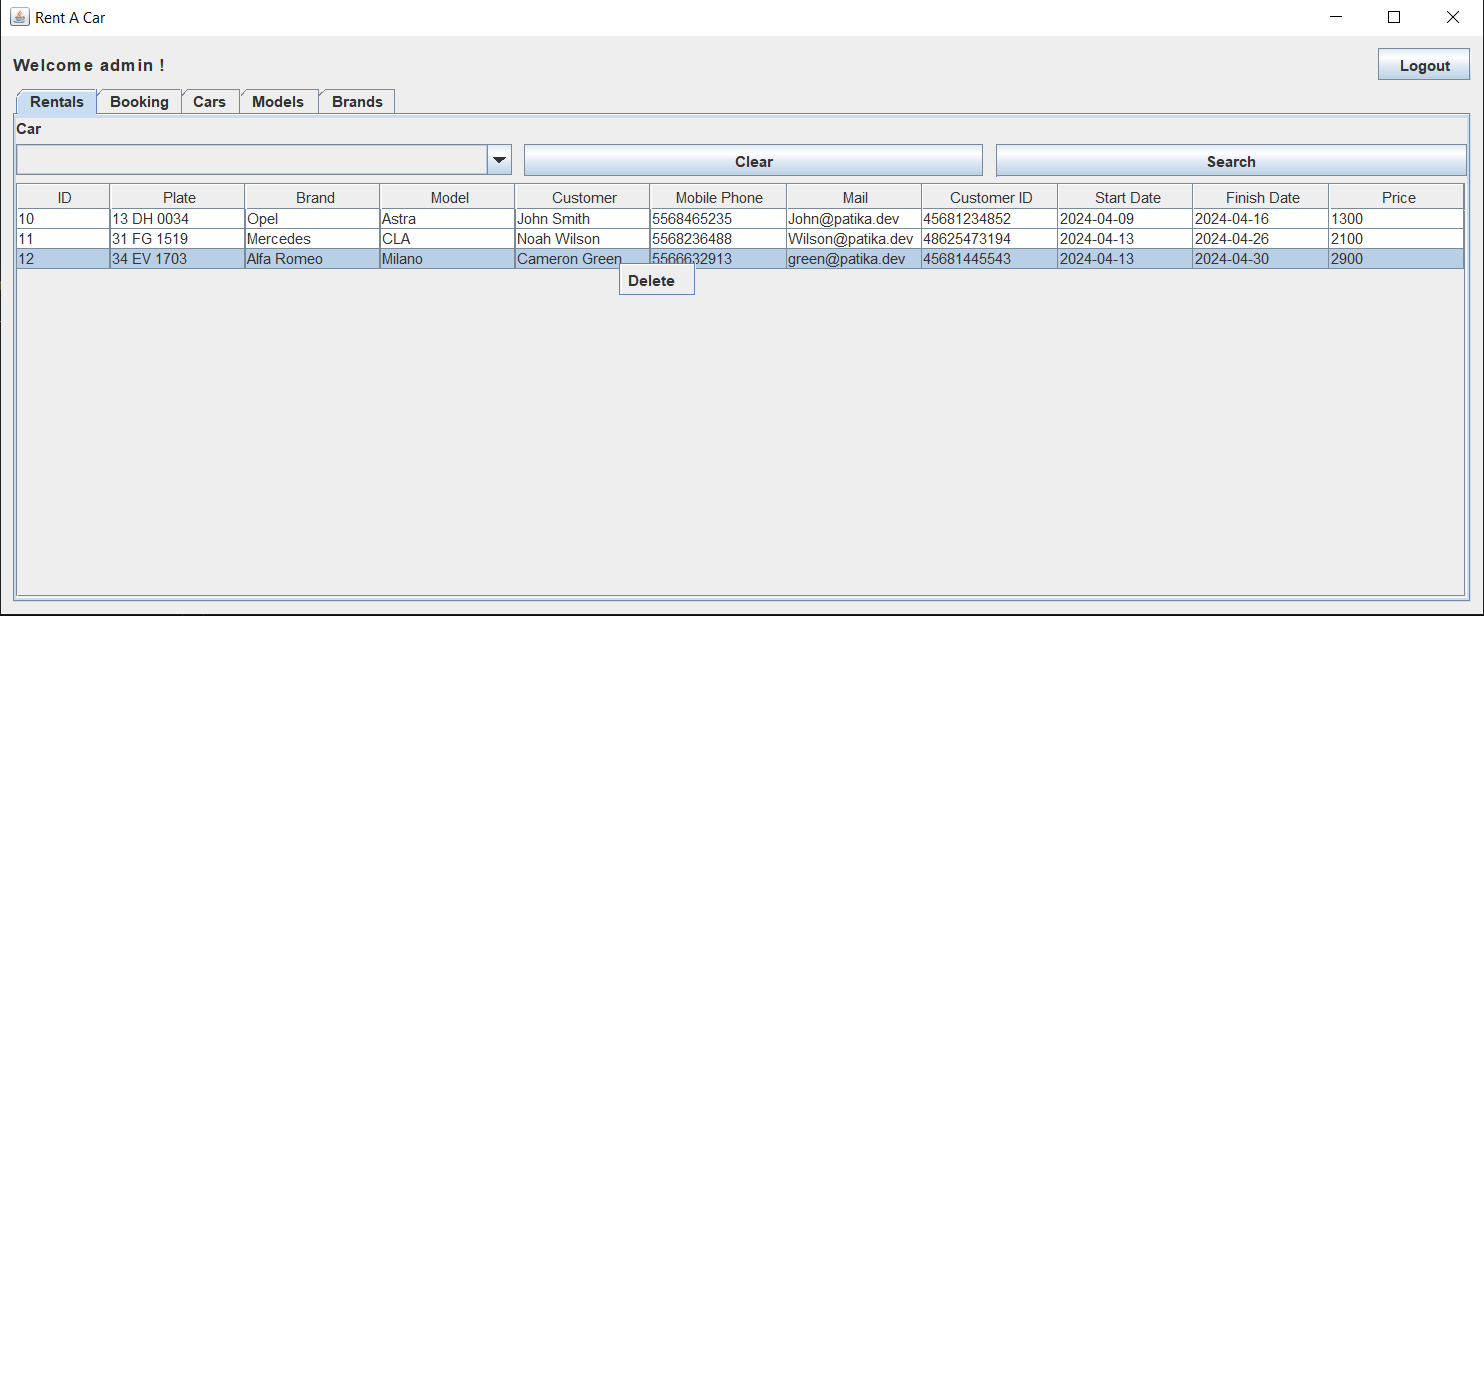 Rent A Car
Welcome admin !
Logout
Rentals Booking Cars Models Brands
Car
Clear Search
ID Plate Brand Model Customer Mobile Phone Mail Customer ID Start Date Finish Date Price
10 13 DH 0034 Opel Astra John Smith 5568465235 John@patika.dev 45681234852 2024-04-09 2024-04-16 1300
11 31 FG 1519 Mercedes CLA Noah Wilson 5568236488 Wilson@patika.dev 48625473194 2024-04-13 2024-04-26 2100
12 34 EV 1703 Alfa Romeo Milano Cameron Green 5566632913 green@patika.dev 45681445543 2024-04-13 2024-04-30 2900
Delete